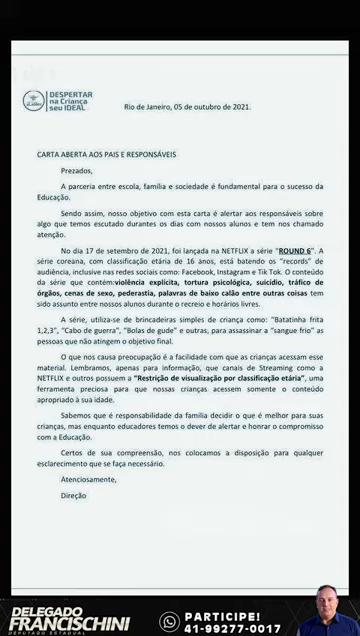 DESPERTAR
na Criança
seu IDEAL
Rio de Janeiro, 05 de outubro de 2021.
CARTA ABERTA AOS PAIS E RESPONSÁVEIS
Prezados,
A parceria entre escola, família e sociedade é fundamental para o sucesso da
Educação.
Sendo assim, nosso objetivo com esta carta é alertar aos responsáveis sobre
algo que temos escutado durante os dias com nossos alunos e tem nos chamado
atenção.
No dia 17 de setembro de 2021, foi lançada na NETFLIX a série "ROUND 6". A
série coreana, com classificação etária de 16 anos, está batendo os "records" de
audiência, inclusive nas redes sociais como: Facebook, Instagram e Tik Tok. O conteúdo
da série que contém:violência explícita, tortura psicológica, suicídio, tráfico de
órgãos, cenas de sexo, pederastia, palavras de baixo calão entre outras coisas tem
sido assunto entre nossos alunos durante o recreio e horários livres.
A série, utiliza-se de brincadeiras simples de criança como: "Batatinha frita
1,2,3", "Cabo de guerra", "Bolas de gude" e outras, para assassinar a "sangue frio" as
pessoas que não atingem o objetivo final.
O que nos causa preocupação é a facilidade com que as crianças acessam esse
material. Lembramos, apenas para informação, que canais de Streaming como a
NETFLIX e outros possuem a "Restrição de visualização por classificação etária", uma
ferramenta preciosa para que nossas crianças acessem somente o conteúdo
apropriado à sua idade.
Sabemos que é responsabilidade da família decidir o que é melhor para suas
crianças, mas enquanto educadores temos o dever de alertar e honrar o compromisso
com a Educação.
Certos de sua compreensão, nos colocamos a disposição para qualquer
esclarecimento que se faça necessário.
Atenciosamente,
Direção
DELEGADO
FRANCISCHINI
DEPUTADO ESTADUAL
PARTICIPE!
41-99277-0017